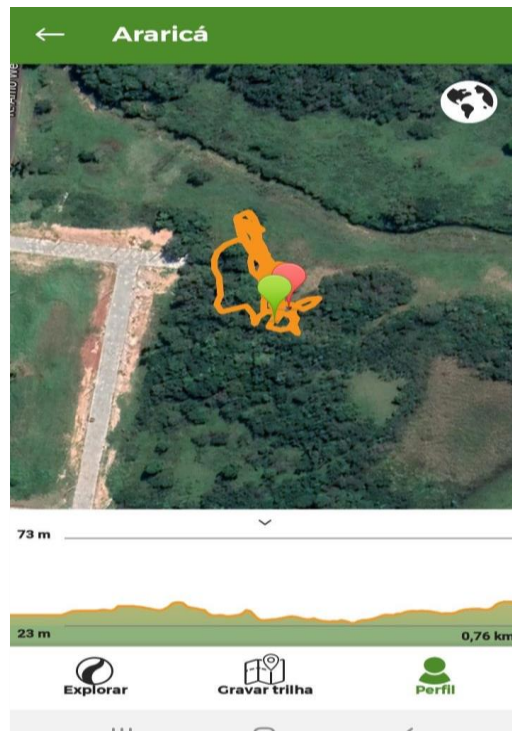 Araricá
73 m
23 m
0,76 km
Explorar
Gravar trilha
Perfil